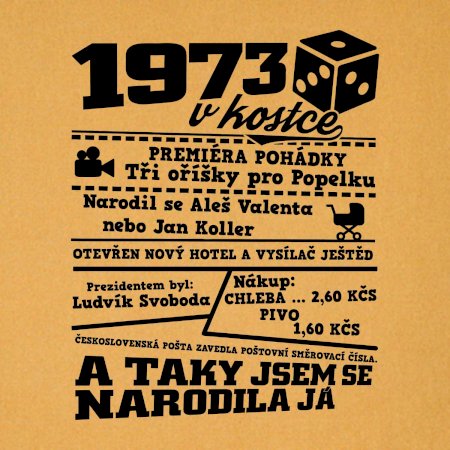 1973
v kostce
PREMIÉRA POHÁDKY
Tři oříšky pro Popelku
Narodil se Aleš Valenta
nebo Jan Koller
OTEVŘEN NOVÝ HOTEL A VYSÍLAČ JEŠTĚD
Prezidentem byl:
Ludvík Svoboda
Nákup:
CHLEBA ... 2,60 KČS
PIVO
1,60 KČS
ČESKOSLOVENSKÁ POŠTA ZAVEDLA POŠTOVNÍ SMĚROVACÍ ČÍSLA.
A TAKY JSEM SE
NARODILA JÁ